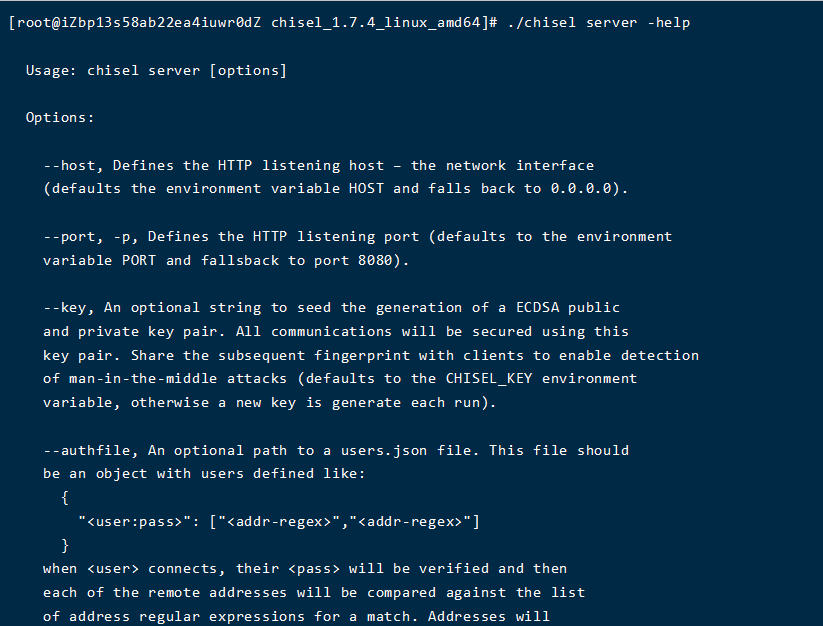 [root@iZbp13s58ab22ea4iuwr0dZ chisel_1.7.4_linux_amd64]# ./chisel server -help
Usage: chisel server [options]
Options:
--host, Defines the HTTP listening host – the network interface
(defaults the environment variable HOST and falls back to 0.0.0.0).
--port, -p, Defines the HTTP listening port (defaults to the environment
variable PORT and fallsback to port 8080).
--key, An optional string to seed the generation of a ECDSA public
and private key pair. All communications will be secured using this
key pair. Share the subsequent fingerprint with clients to enable detection
of man-in-the-middle attacks (defaults to the CHISEL_KEY environment
variable, otherwise a new key is generate each run).
--authfile, An optional path to a users.json file. This file should
be an object with users defined like:
{
"<user:pass>": ["<addr-regex>","<addr-regex>"]
}
when <user> connects, their <pass> will be verified and then
each of the remote addresses will be compared against the list
of address regular expressions for a match. Addresses will